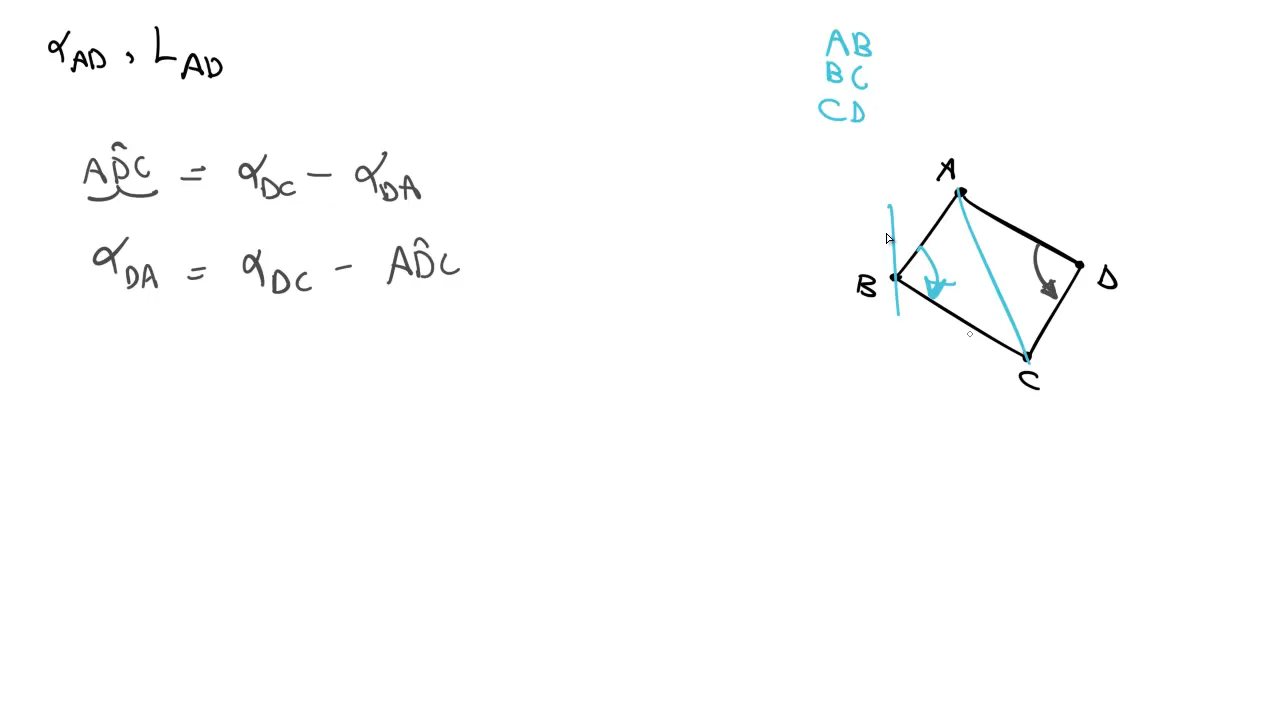 α_AD , L_AD
AD̂C = α_DC − α_DA
α_DA = α_DC − AD̂C
AB
BC
CD
A
B
D
C